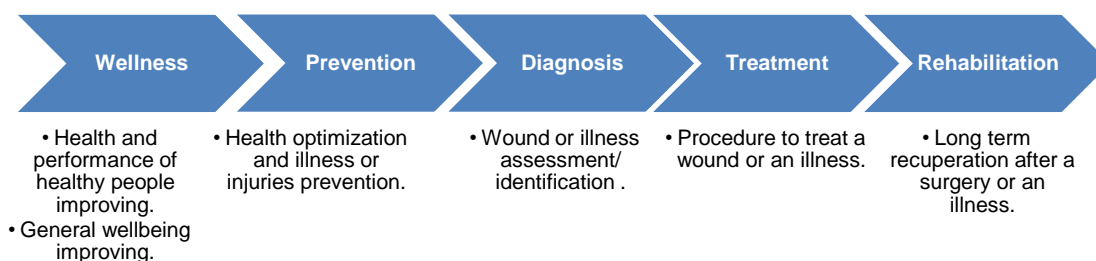 Wellness
Prevention
Diagnosis
Treatment
Rehabilitation
• Health and
performance of
healthy people
improving.
• General wellbeing
improving.
• Health optimization
and illness or
injuries prevention.
• Wound or illness
assessment/
identification .
• Procedure to treat a
wound or an illness.
• Long term
recuperation after a
surgery or an
illness.